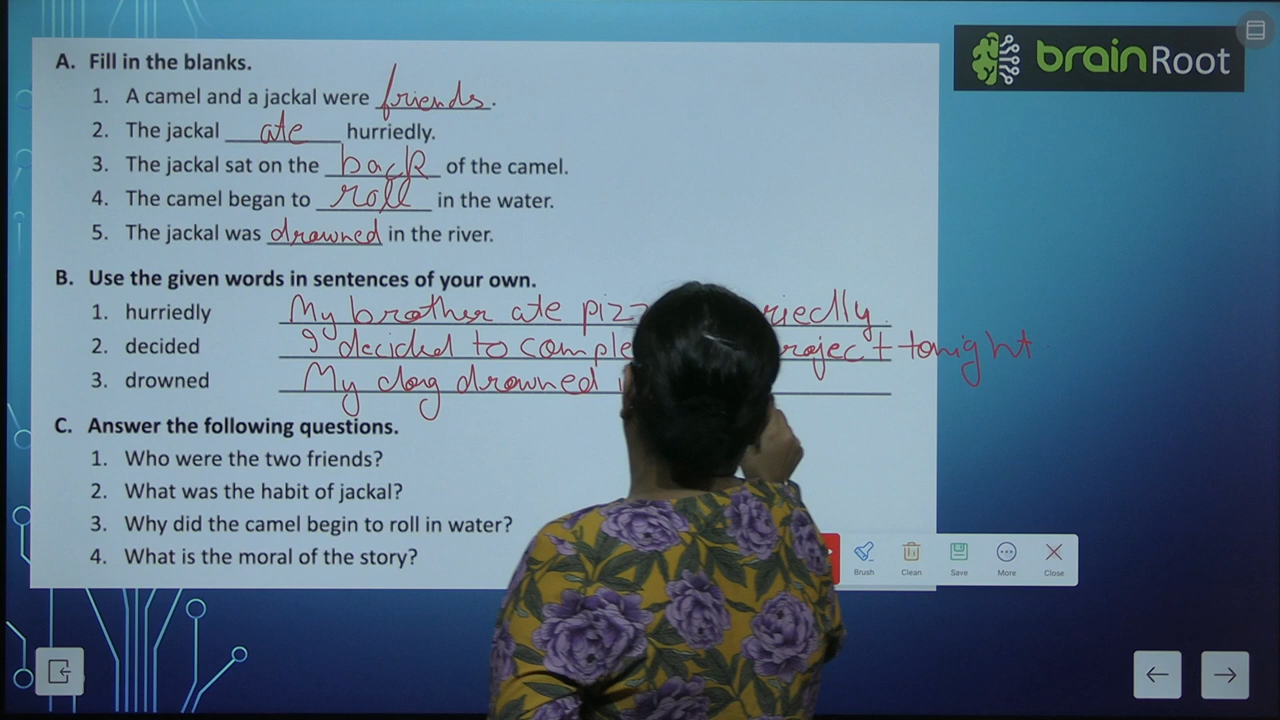 brainRoot
A. Fill in the blanks.
1. A camel and a jackal were friends.
2. The jackal ate hurriedly.
3. The jackal sat on the back of the camel.
4. The camel began to roll in the water.
5. The jackal was drowned in the river.
B. Use the given words in sentences of your own.
1. hurriedly My brother ate
2. decided I decided to tonight
3. drowned My dog drowned
C. Answer the following questions.
1. Who were the two friends?
2. What was the habit of jackal?
3. Why did the camel begin to roll in water?
4. What is the moral of the story?
Brush Clean Save More Close